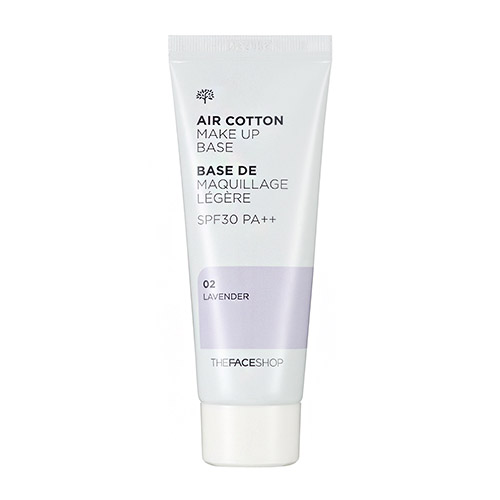 AIR COTTON
MAKE UP
BASE
BASE DE
MAQUILLAGE
LÉGÈRE
SPF30 PA++
02
LAVENDER
THEFACESHOP